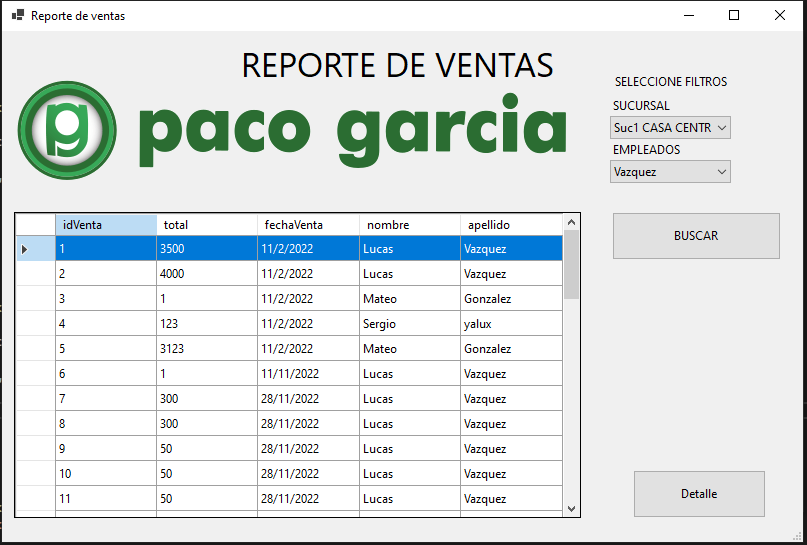 Reporte de ventas
REPORTE DE VENTAS
pg paco garcia
SELECCIONE FILTROS
SUCURSAL
Suc1 CASA CENTR
EMPLEADOS
Vazquez
BUSCAR
idVenta total fechaVenta nombre apellido
1 3500 11/2/2022 Lucas Vazquez
2 4000 11/2/2022 Lucas Vazquez
3 1 11/2/2022 Mateo Gonzalez
4 123 11/2/2022 Sergio yalux
5 3123 11/2/2022 Mateo Gonzalez
6 1 11/11/2022 Lucas Vazquez
7 300 28/11/2022 Lucas Vazquez
8 300 28/11/2022 Lucas Vazquez
9 50 28/11/2022 Lucas Vazquez
10 50 28/11/2022 Lucas Vazquez
11 50 28/11/2022 Lucas Vazquez
Detalle